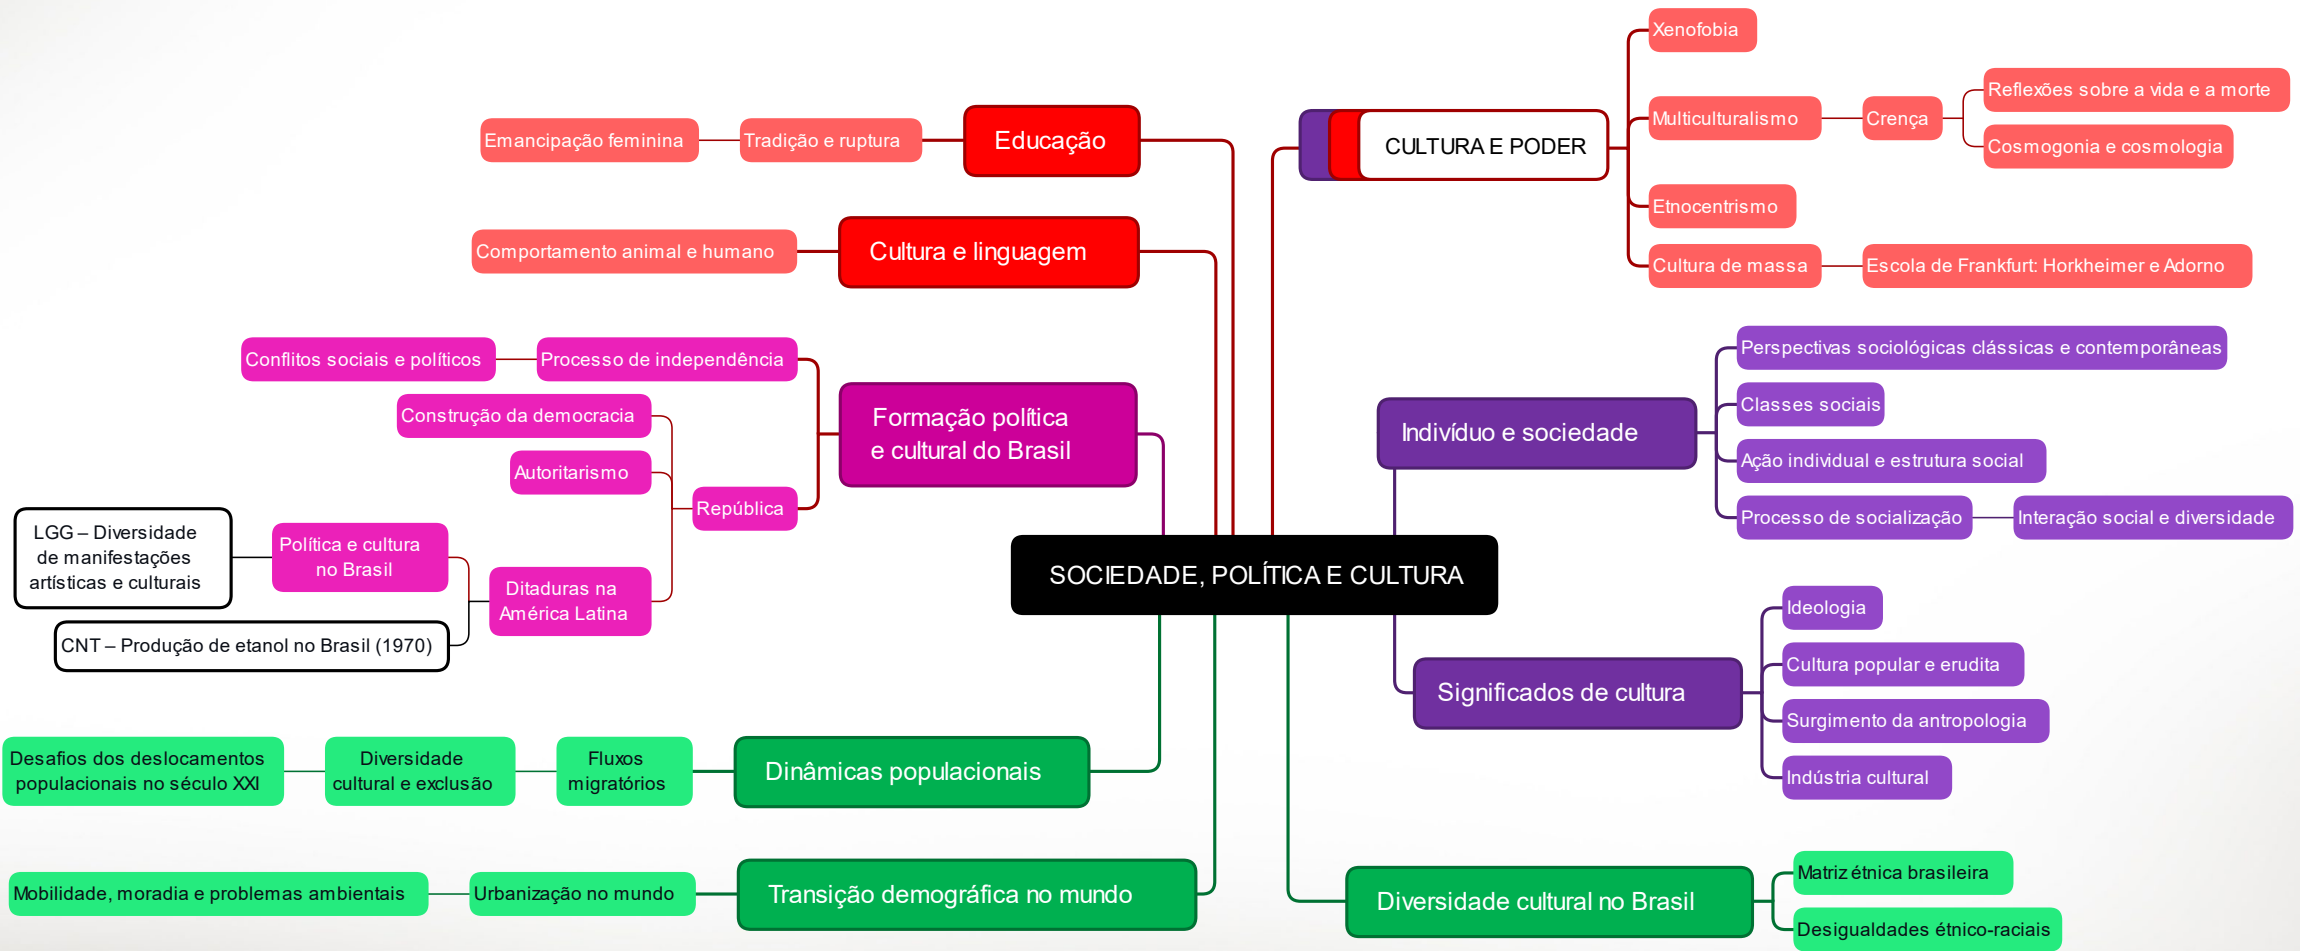 SOCIEDADE, POLÍTICA E CULTURA
CULTURA E PODER
Xenofobia
Multiculturalismo
Crença
Reflexões sobre a vida e a morte
Cosmogonia e cosmologia
Etnocentrismo
Cultura de massa
Escola de Frankfurt: Horkheimer e Adorno
Indivíduo e sociedade
Perspectivas sociológicas clássicas e contemporâneas
Classes sociais
Ação individual e estrutura social
Processo de socialização
Interação social e diversidade
Significados de cultura
Ideologia
Cultura popular e erudita
Surgimento da antropologia
Indústria cultural
Diversidade cultural no Brasil
Matriz étnica brasileira
Desigualdades étnico-raciais
Educação
Tradição e ruptura
Emancipação feminina
Cultura e linguagem
Comportamento animal e humano
Formação política
e cultural do Brasil
Processo de independência
Conflitos sociais e políticos
República
Construção da democracia
Autoritarismo
Ditaduras na
América Latina
Política e cultura
no Brasil
LGG – Diversidade
de manifestações
artísticas e culturais
CNT – Produção de etanol no Brasil (1970)
Dinâmicas populacionais
Fluxos
migratórios
Diversidade
cultural e exclusão
Desafios dos deslocamentos
populacionais no século XXI
Transição demográfica no mundo
Urbanização no mundo
Mobilidade, moradia e problemas ambientais